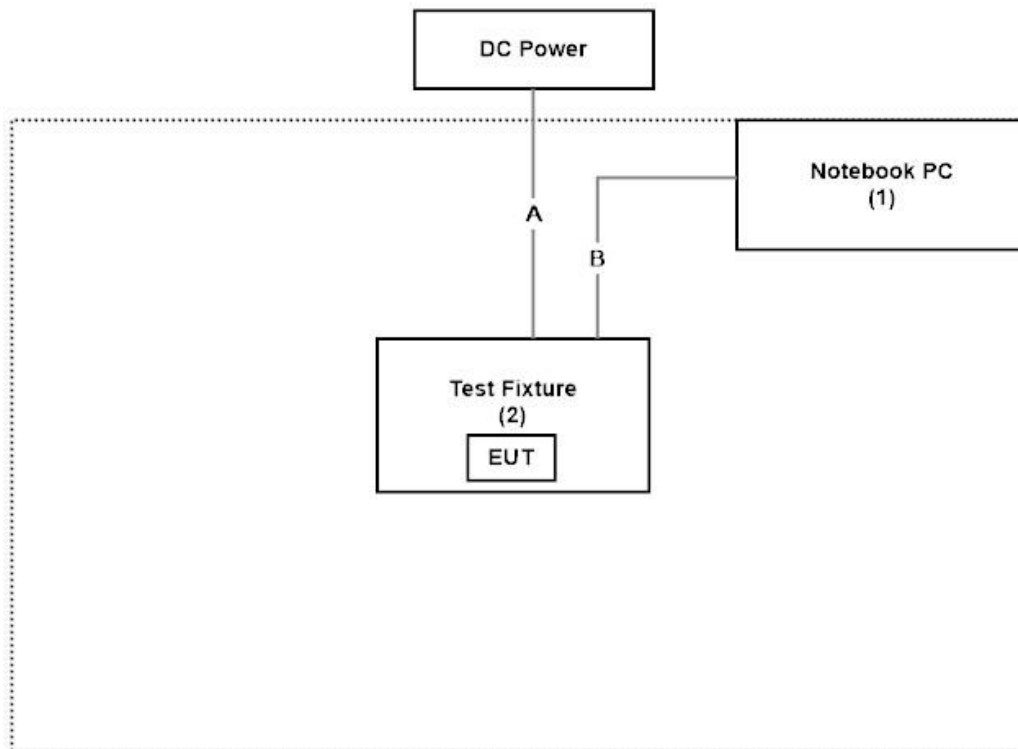 DC Power
Notebook PC
(1)
A
B
Test Fixture
(2)
EUT